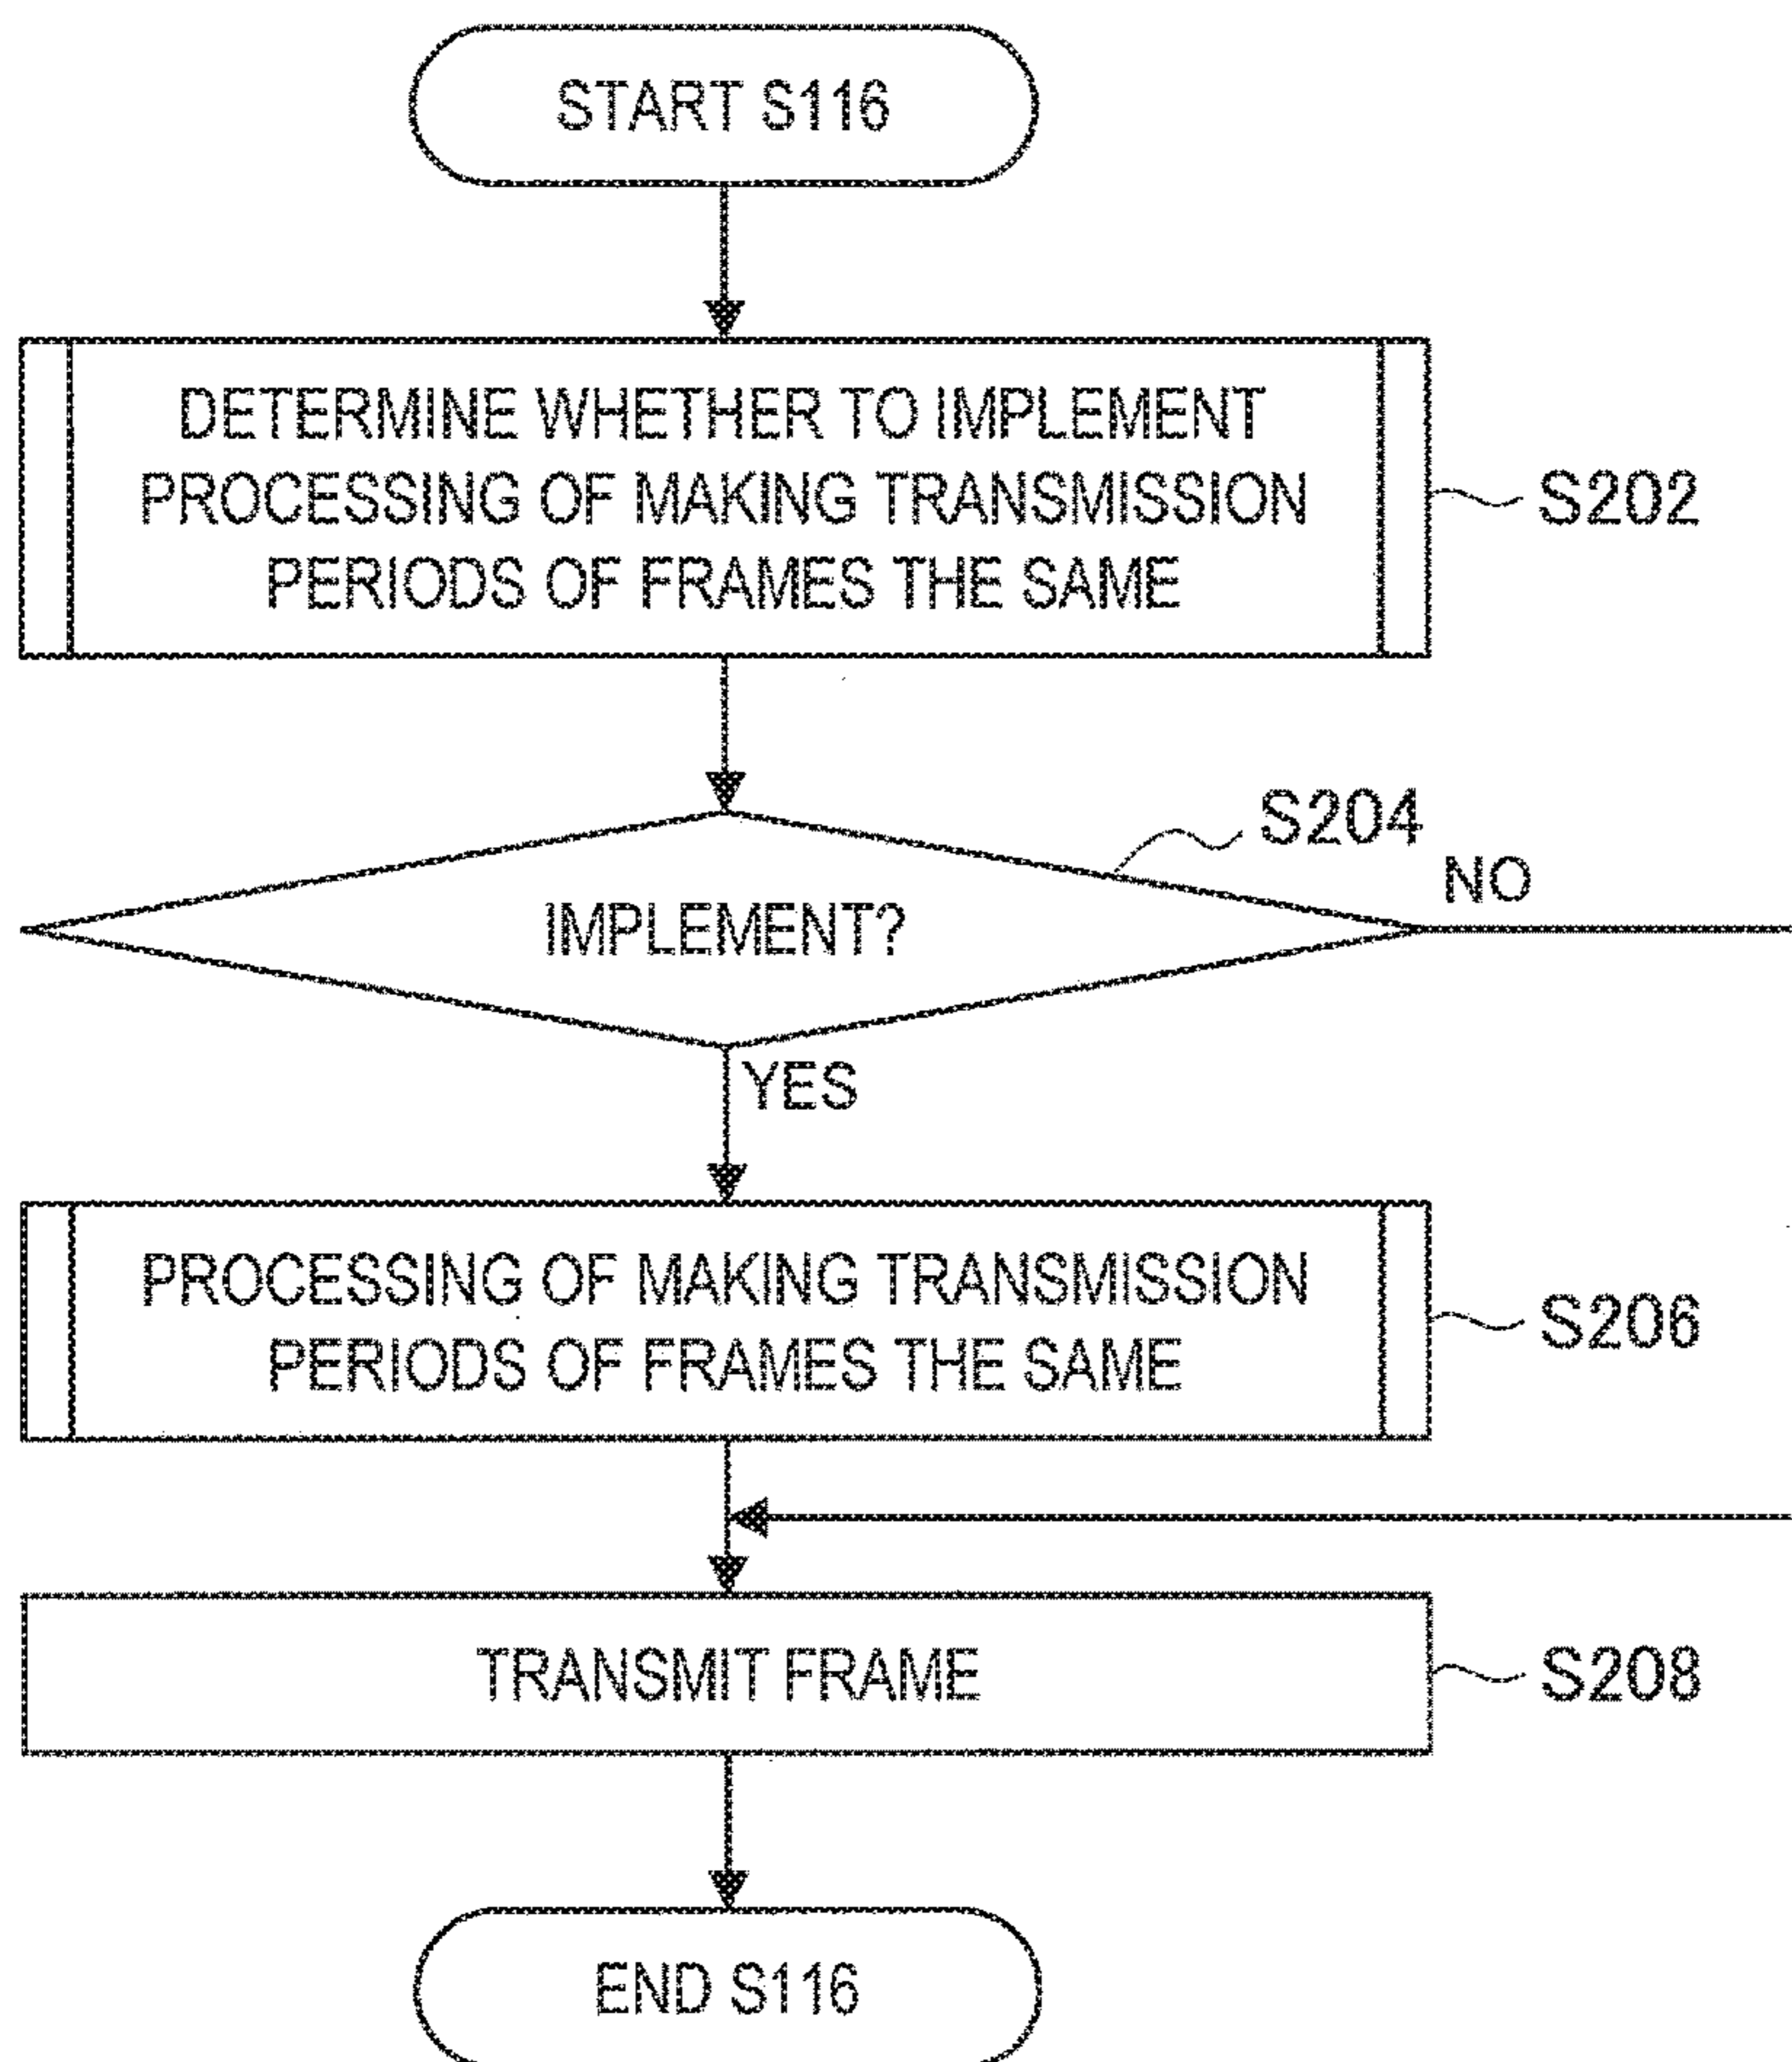 START S116
DETERMINE WHETHER TO IMPLEMENT
PROCESSING OF MAKING TRANSMISSION
PERIODS OF FRAMES THE SAME
S202
S204
NO
IMPLEMENT?
YES
PROCESSING OF MAKING TRANSMISSION
PERIODS OF FRAMES THE SAME
S206
TRANSMIT FRAME
S208
END S116